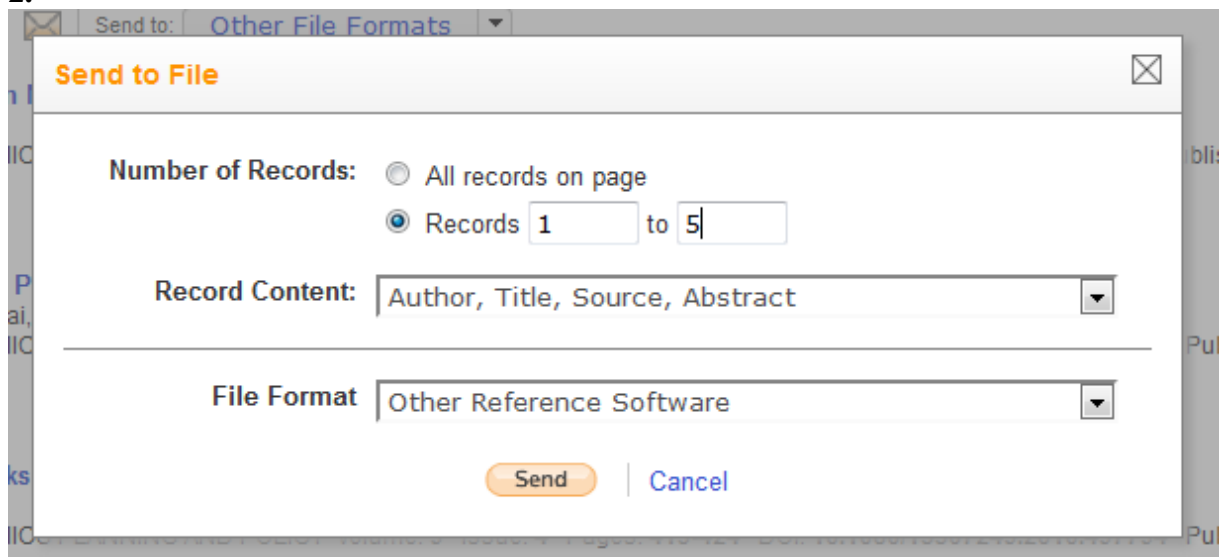 2.
Send to: Other File Formats
Send to File
Number of Records:
All records on page
Records 1 to 5
Record Content:
Author, Title, Source, Abstract
File Format
Other Reference Software
Send
Cancel